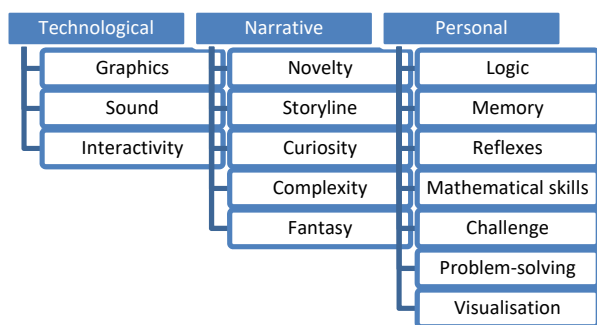 Technological
Graphics
Sound
Interactivity
Narrative
Novelty
Storyline
Curiosity
Complexity
Fantasy
Personal
Logic
Memory
Reflexes
Mathematical skills
Challenge
Problem-solving
Visualisation